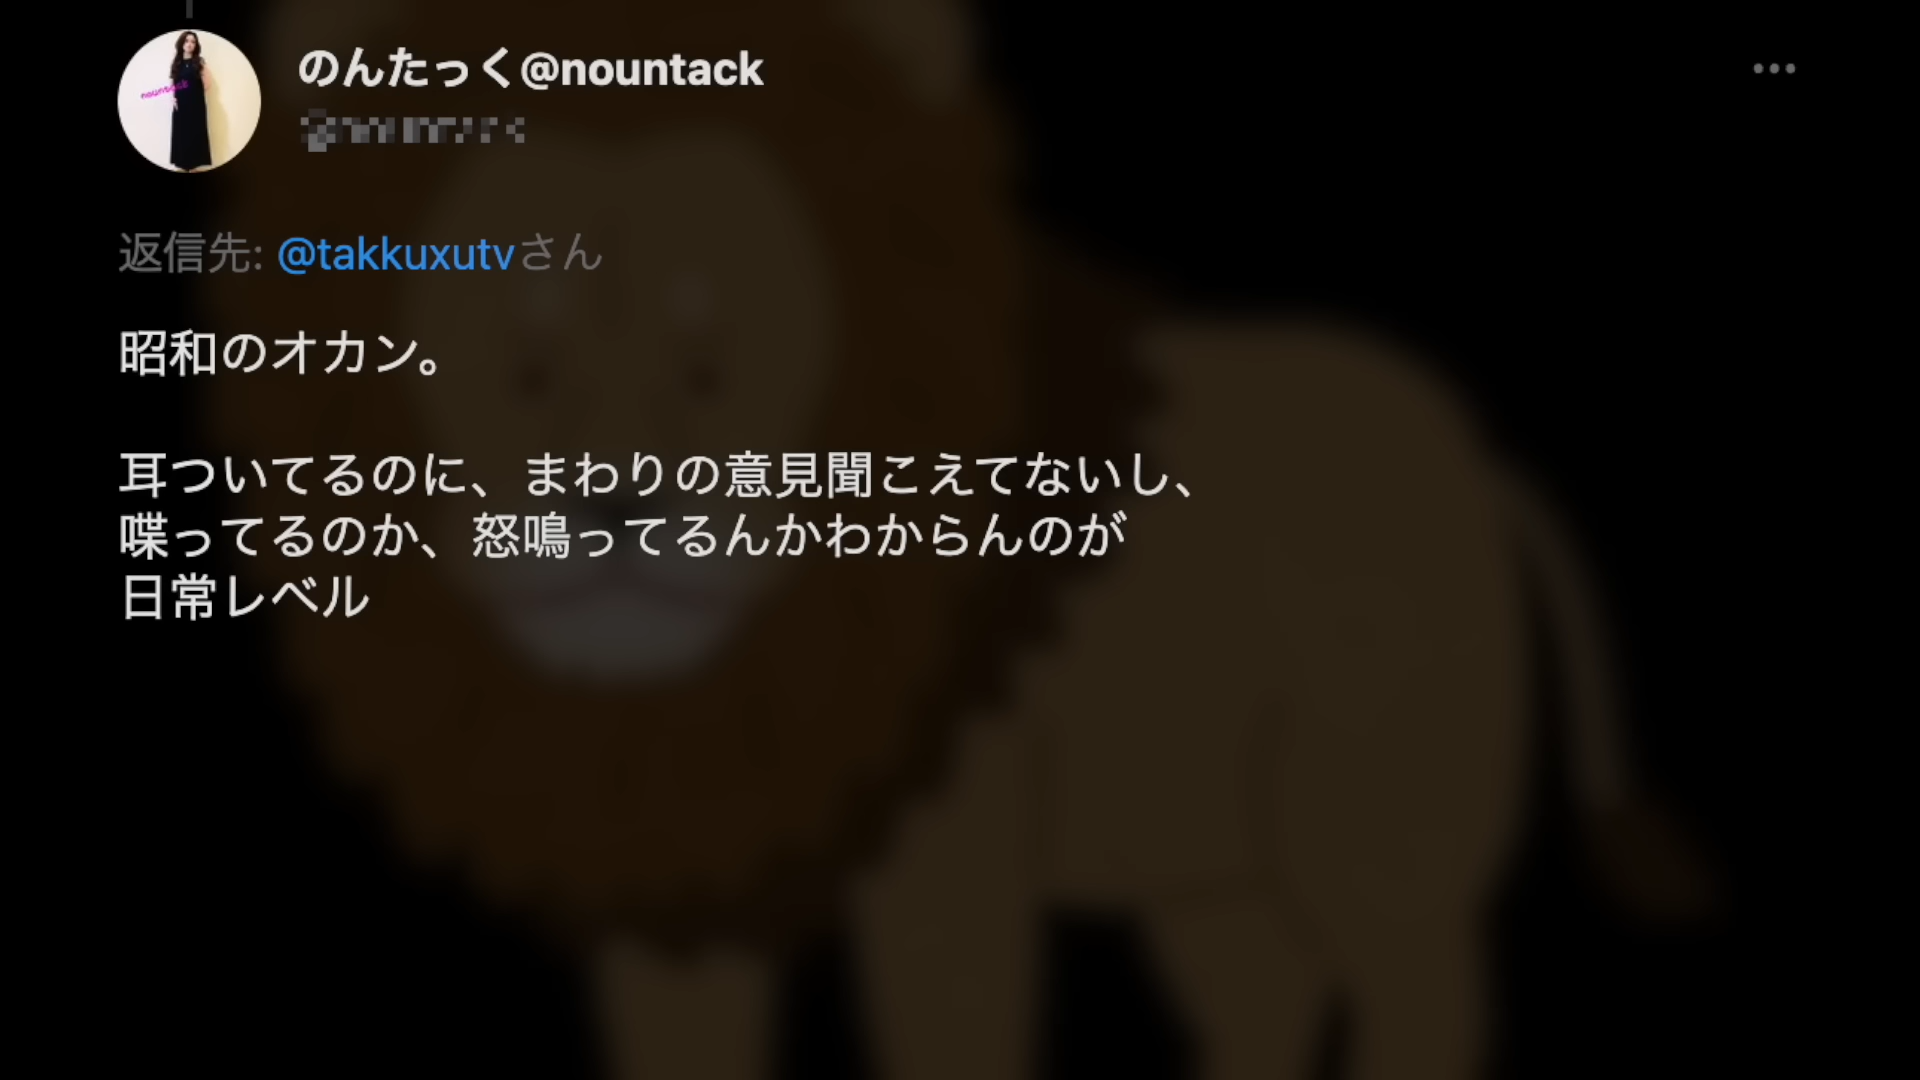 のんたっく@nountack
返信先: @takkuxutvさん
昭和のオカン。
耳ついてるのに、まわりの意見聞こえてないし、
喋ってるのか、怒鳴ってるんかわからんのが
日常レベル